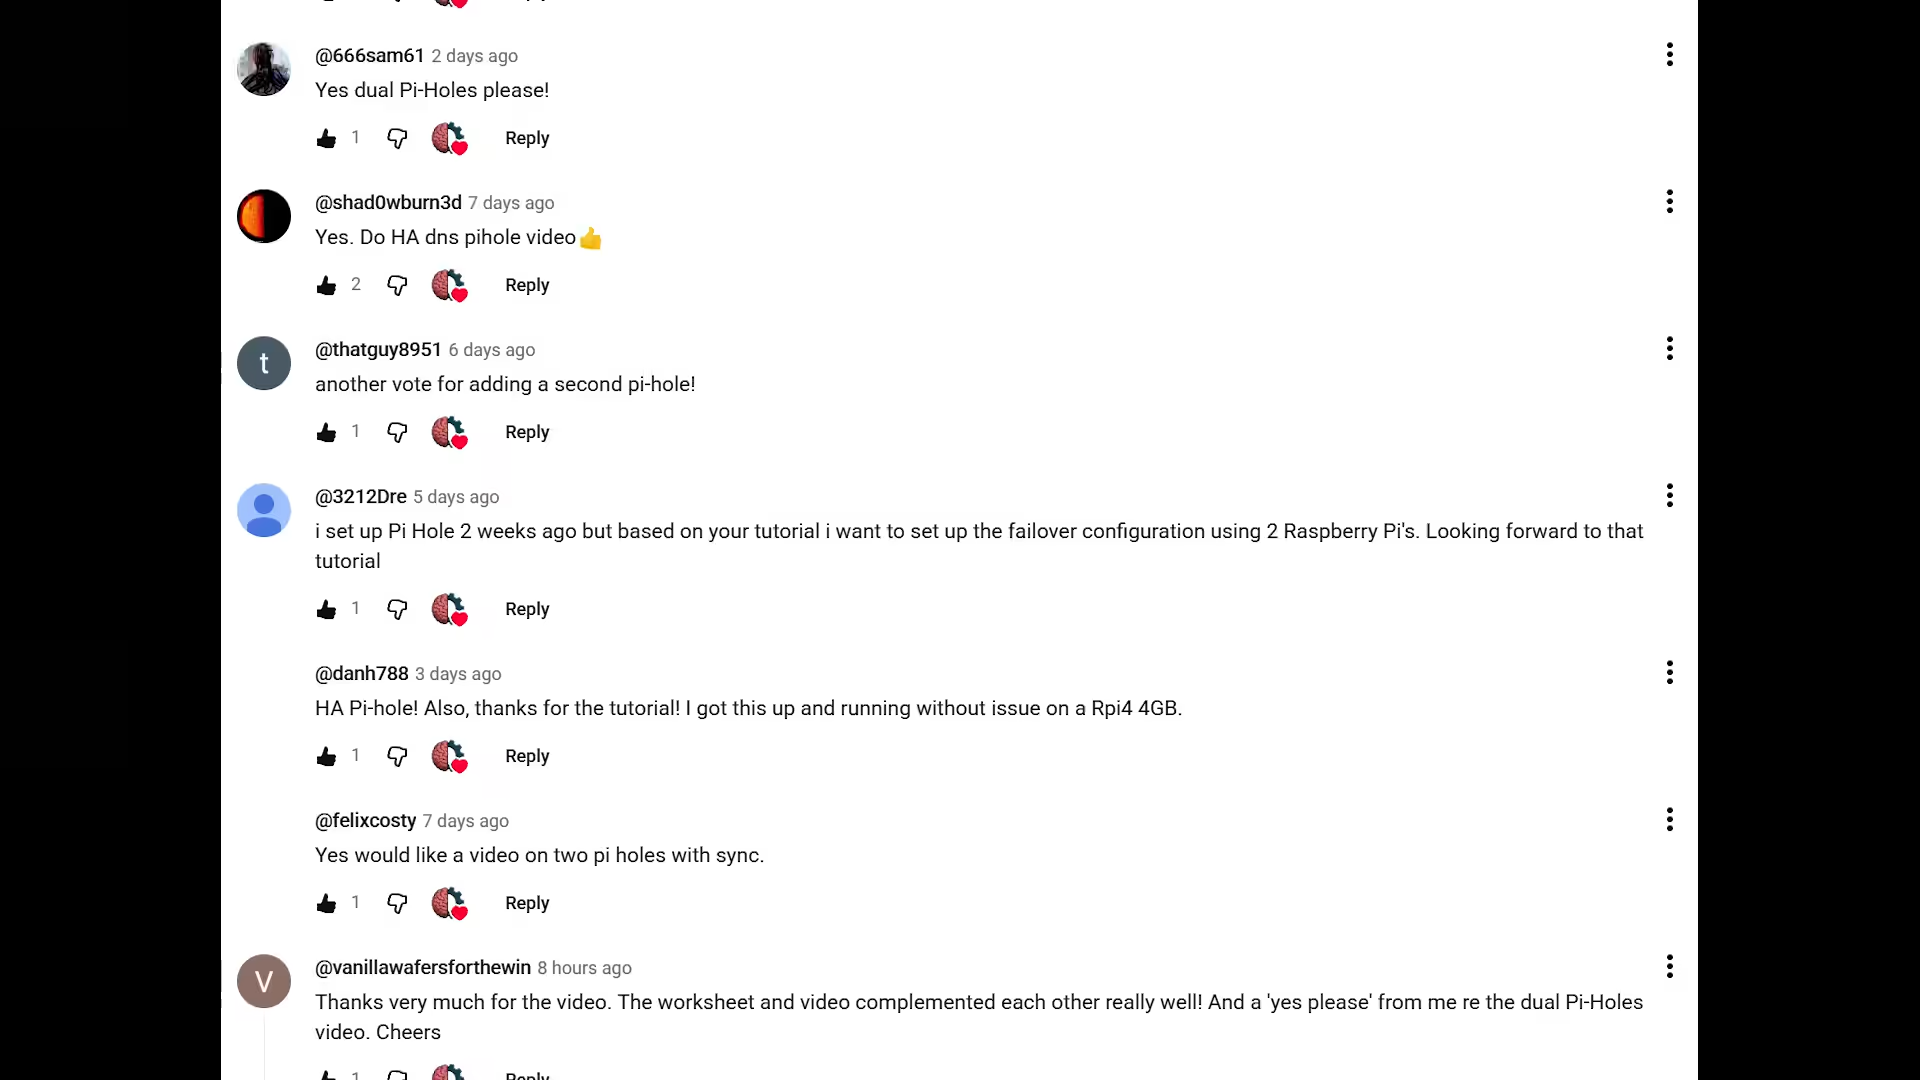 @666sam61 2 days ago
Yes dual Pi-Holes please!
1 Reply
@shad0wburn3d 7 days ago
Yes. Do HA dns pihole video👍
2 Reply
t
@thatguy8951 6 days ago
another vote for adding a second pi-hole!
1 Reply
@3212Dre 5 days ago
i set up Pi Hole 2 weeks ago but based on your tutorial i want to set up the failover configuration using 2 Raspberry Pi's. Looking forward to that
tutorial
1 Reply
@danh788 3 days ago
HA Pi-hole! Also, thanks for the tutorial! I got this up and running without issue on a Rpi4 4GB.
1 Reply
@felixcosty 7 days ago
Yes would like a video on two pi holes with sync.
1 Reply
V
@vanillawafersforthewin 8 hours ago
Thanks very much for the video. The worksheet and video complemented each other really well! And a 'yes please' from me re the dual Pi-Holes
video. Cheers
1 Reply